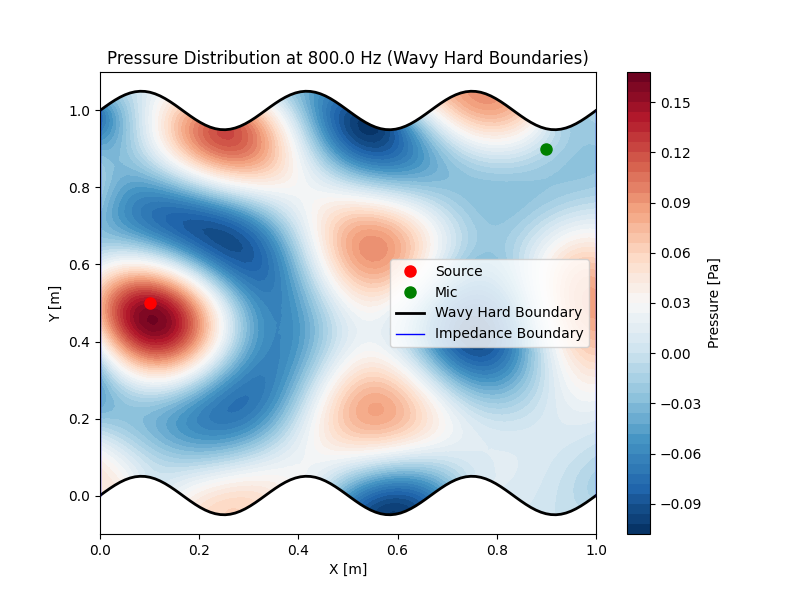 Pressure Distribution at 800.0 Hz (Wavy Hard Boundaries)
1.0
0.8
0.6
0.4
0.2
0.0
Y [m]
Source
Mic
Wavy Hard Boundary
Impedance Boundary
0.0 0.2 0.4 0.6 0.8 1.0
X [m]
0.15
0.12
0.09
0.06
0.03
0.00
−0.03
−0.06
−0.09
Pressure [Pa]